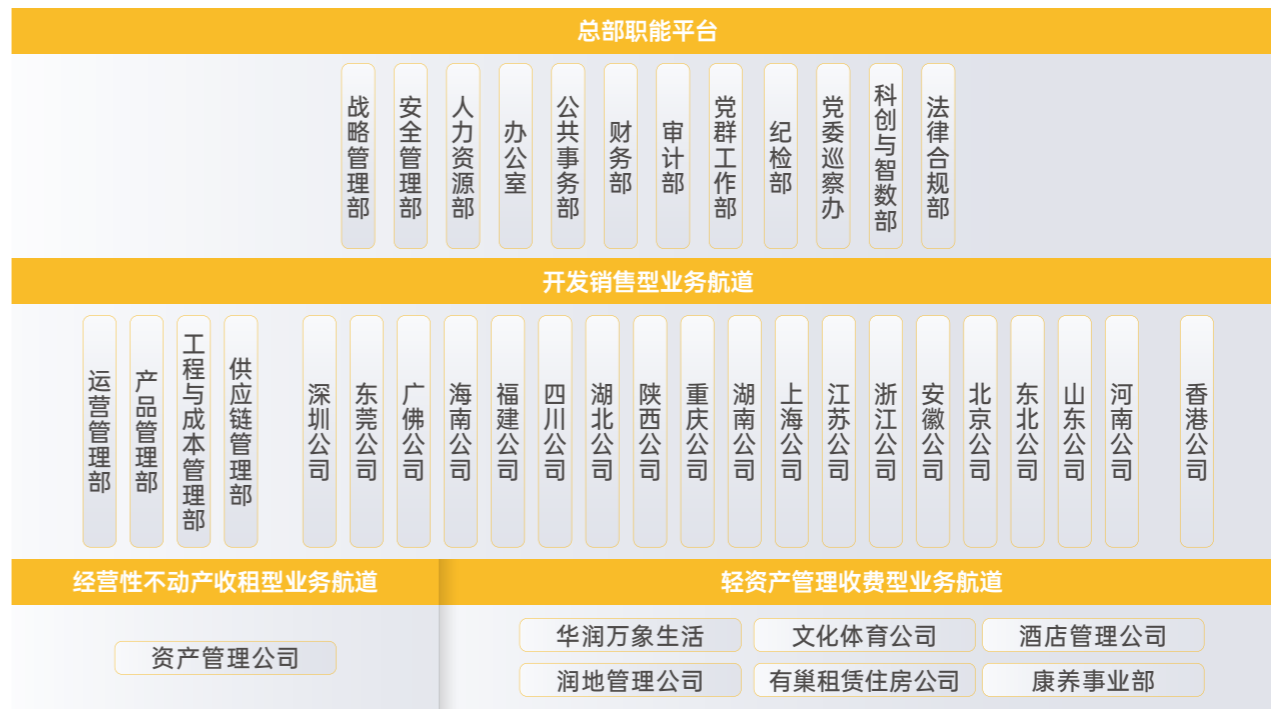 总部职能平台
战略管理部
安全管理部
人力资源部
办公室
公共事务部
财务部
审计部
党群工作部
纪检部
党委巡察办
科创与智数部
法律合规部
开发销售型业务航道
运营管理部
产品管理部
工程与成本管理部
供应链管理部
深圳公司
东莞公司
广佛公司
海南公司
福建公司
四川公司
湖北公司
陕西公司
重庆公司
湖南公司
上海公司
江苏公司
浙江公司
安徽公司
北京公司
东北公司
山东公司
河南公司
香港公司
经营性不动产收租型业务航道
资产管理公司
轻资产管理收费型业务航道
华润万象生活
文化体育公司
酒店管理公司
润地管理公司
有巢租赁住房公司
康养事业部